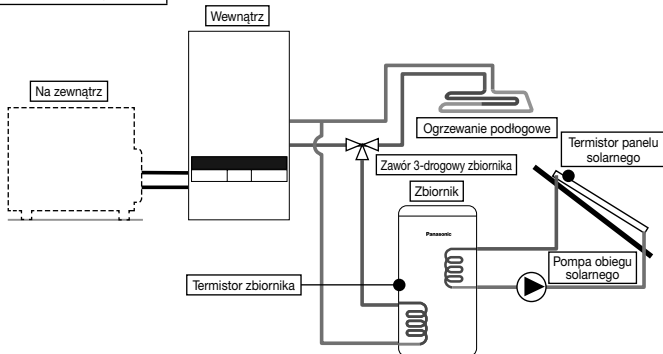 Wewnątrz
Na zewnątrz
Ogrzewanie podłogowe
Termistor panelu
solarnego
Zawór 3-drogowy zbiornika
Zbiornik
Panasonic
Pompa obiegu
solarnego
Termistor zbiornika